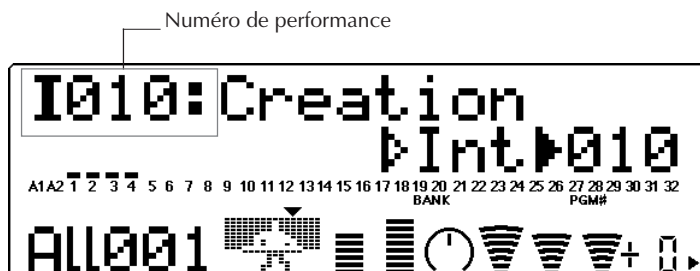 Numéro de performance
I010:Creation
Int 010
A1 A2 1 2 3 4 5 6 7 8 9 10 11 12 13 14 15 16 17 18 19 20 21 22 23 24 25 26 27 28 29 30 31 32
BANK PGM#
All001 + 0